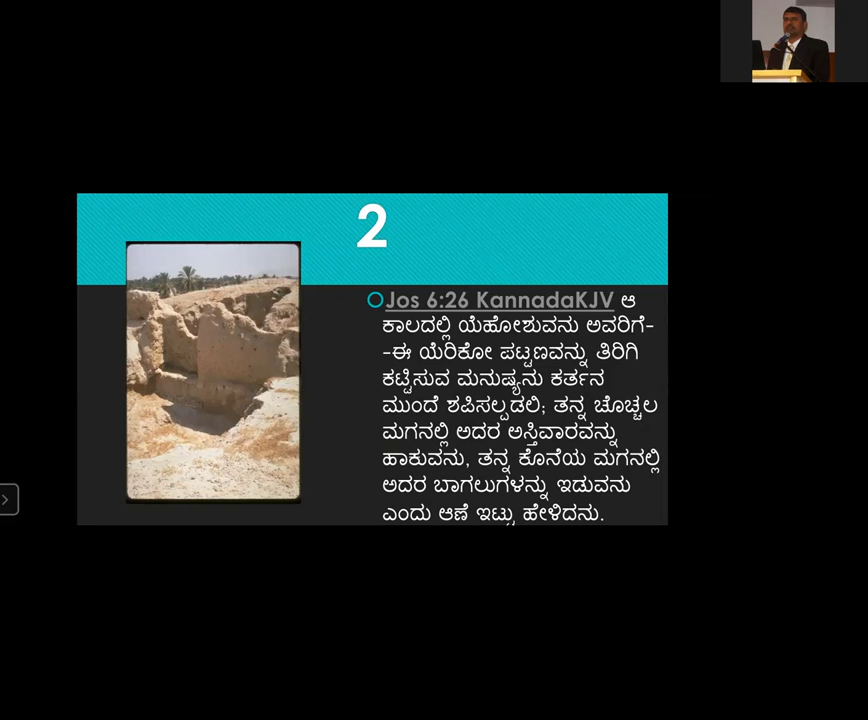 2
Jos 6:26 KannadaKJV ಆ
ಕಾಲದಲ್ಲಿ ಯೆಹೋಶುವನು ಅವರಿಗೆ-
-ಈ ಯೆರಿಕೋ ಪಟ್ಟಣವನ್ನು ತಿರಿಗಿ
ಕಟ್ಟಿಸುವ ಮನುಷ್ಯನು ಕರ್ತನ
ಮುಂದೆ ಶಪಿಸಲ್ಪಡಲಿ; ತನ್ನ ಚೊಚ್ಚಲ
ಮಗನಲ್ಲಿ ಅದರ ಅಸ್ತಿವಾರವನ್ನು
ಹಾಕುವನು, ತನ್ನ ಕೊನೆಯ ಮಗನಲ್ಲಿ
ಅದರ ಬಾಗಲುಗಳನ್ನು ಇಡುವನು
ಎಂದು ಆಣೆ ಇಟ್ಟು ಹೇಳಿದನು.